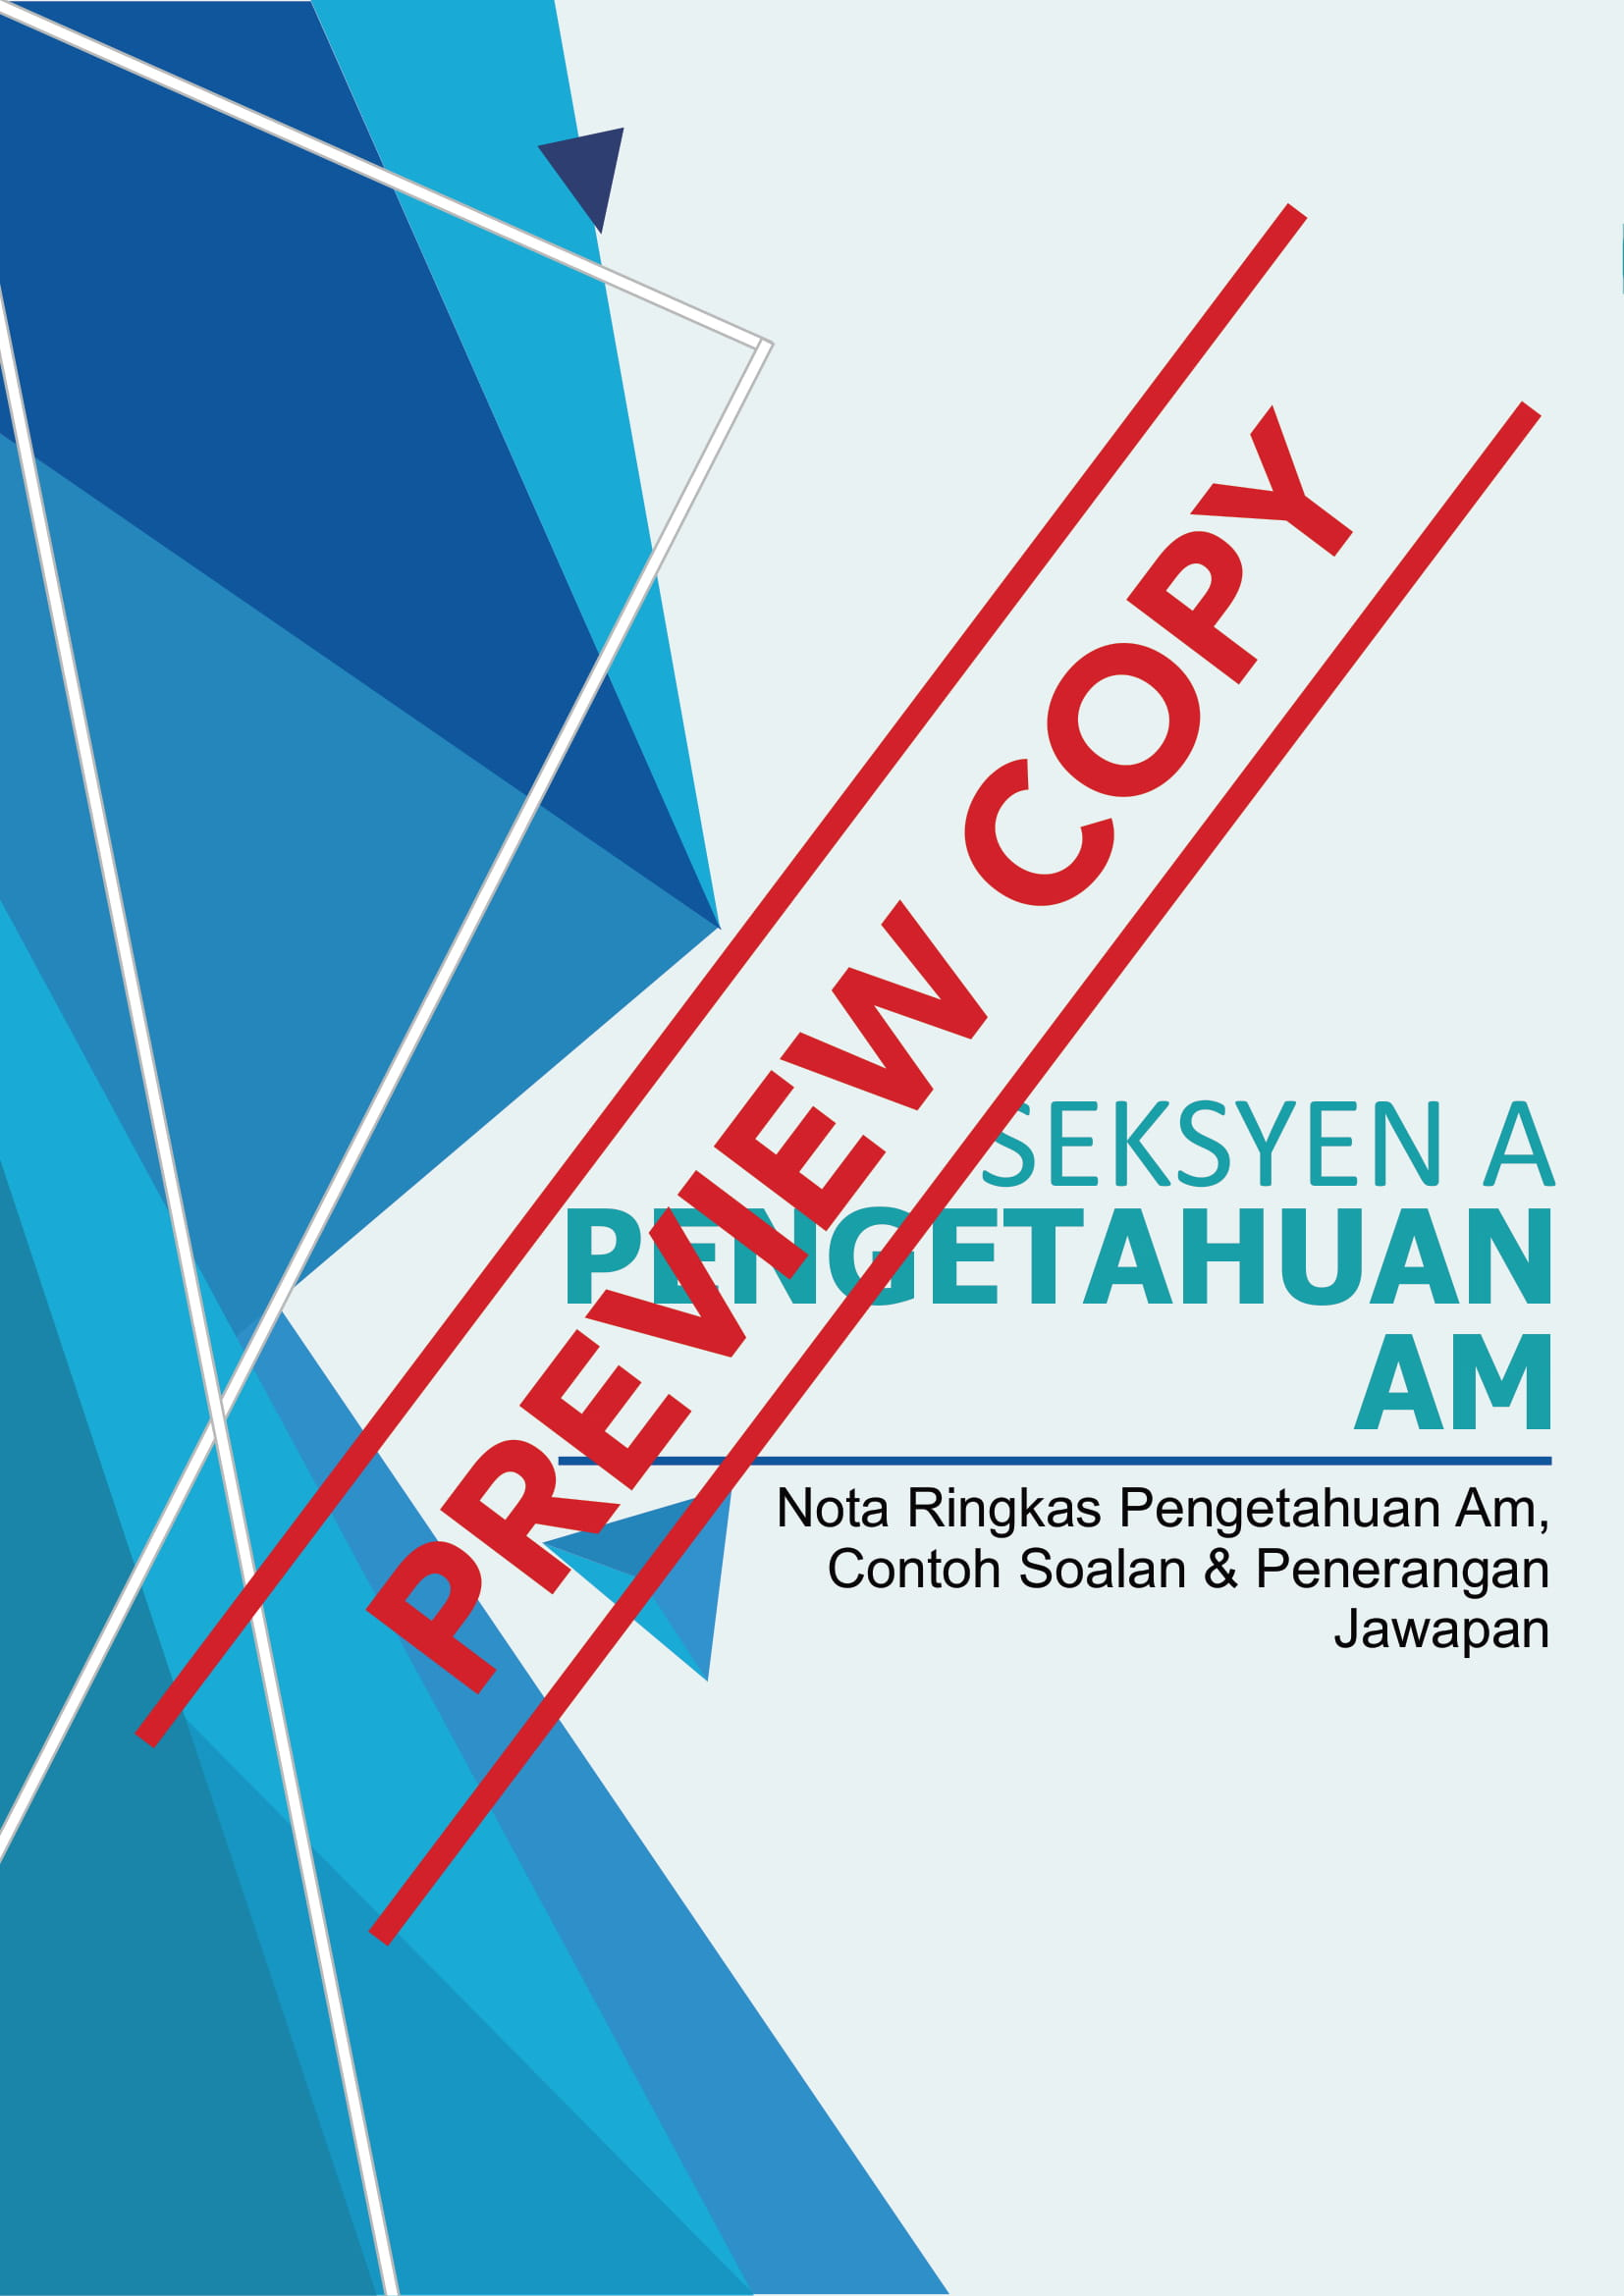 PREVIEW COPY
SEKSYEN A
PENGETAHUAN
AM
Nota Ringkas Pengetahuan Am,
Contoh Soalan & Penerangan
Jawapan